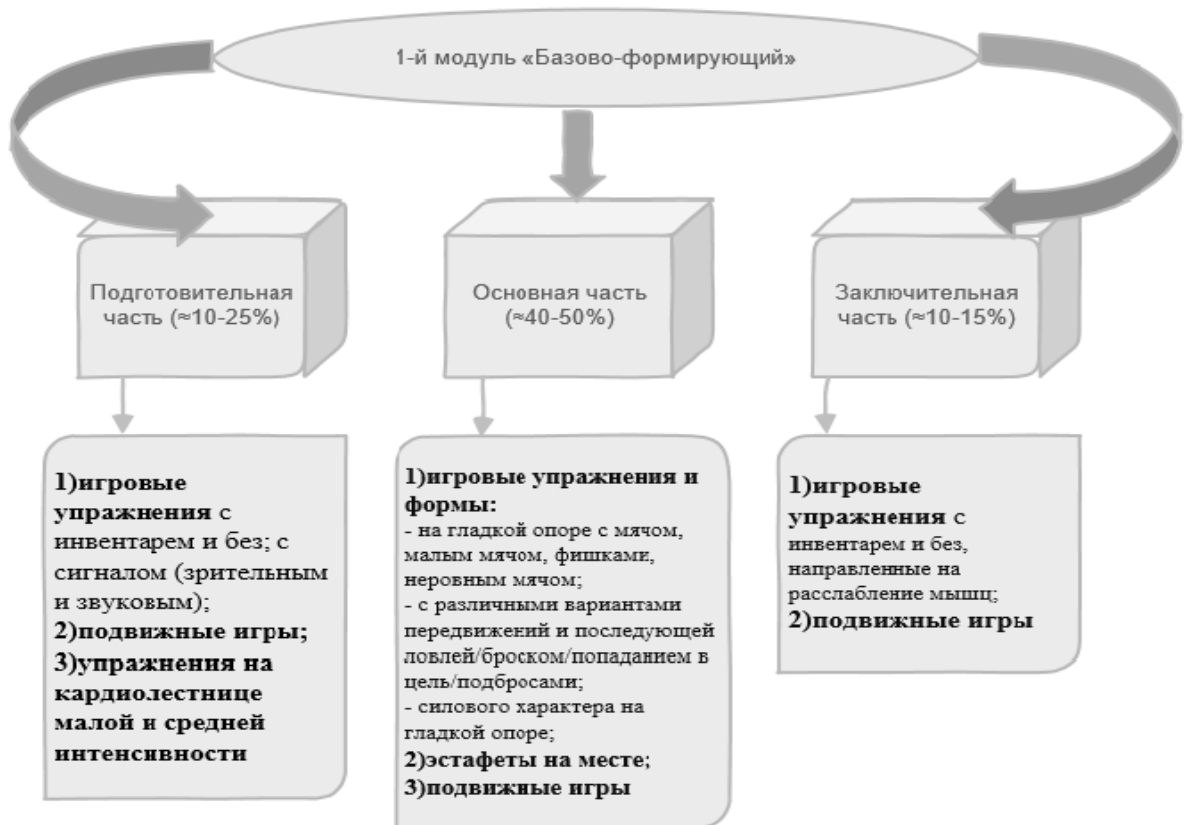 1-й модуль «Базово-формирующий»
Подготовительная
часть (≈10-25%)
Основная часть
(≈40-50%)
Заключительная
часть (≈10-15%)
1)игровые
упражнения с
инвентарем и без; с
сигналом (зрительным
и звуковым);
2)подвижные игры;
3)упражнения на
кардиолестнице
малой и средней
интенсивности
1)игровые упражнения и
формы:
- на гладкой опоре с мячом,
малым мячом, фишками,
неровным мячом;
- с различными вариантами
передвижений и последующей
ловлей/броском/попаданием в
цель/подбросами;
- силового характера на
гладкой опоре;
2)эстафеты на месте;
3)подвижные игры
1)игровые
упражнения с
инвентарем и без,
направленные на
расслабление мышц;
2)подвижные игры